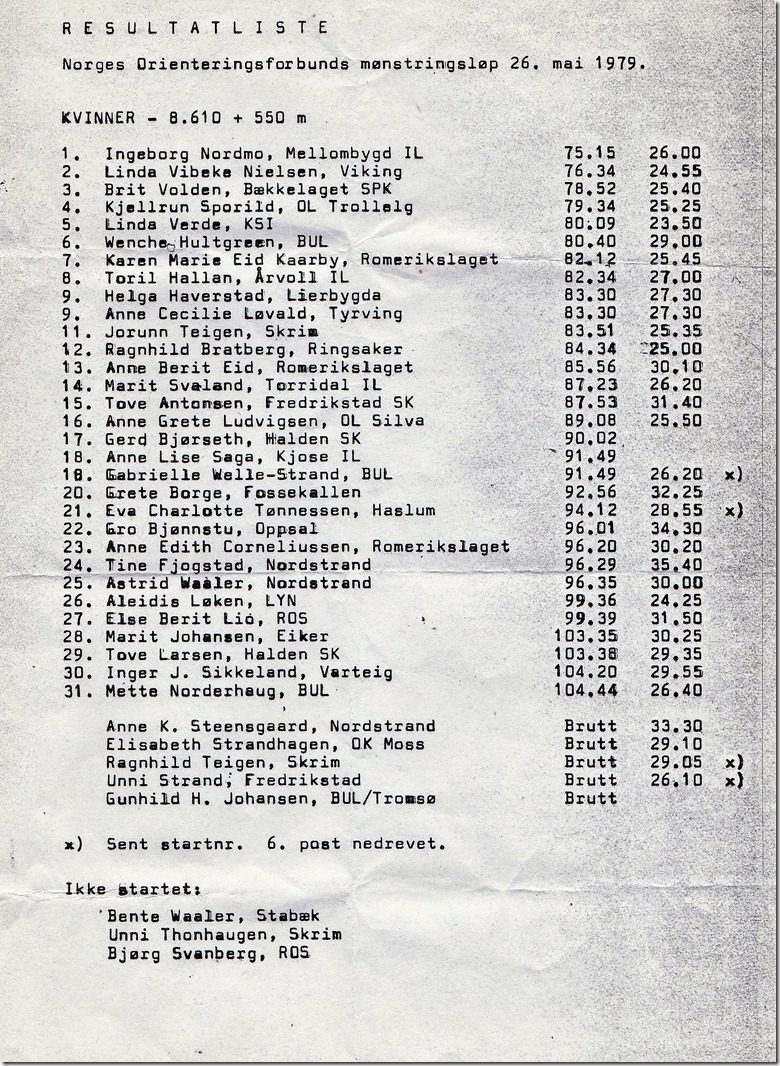 RESULTATLISTE
Norges Orienteringsforbunds mønstringsløp 26. mai 1979.
KVINNER - 8.610 + 550 m
1. Ingeborg Nordmo, Mellombygd IL 75.15 26.00
2. Linda Vibeke Nielsen, Viking 76.34 24.55
3. Brit Volden, Bækkelaget SPK 78.52 25.40
4. Kjellrun Sporild, OL Trollelg 79.34 25.25
5. Linda Verde, KSI 80.09 23.50
6. Wenche Hultgreen, BUL 80.40 29.00
7. Karen Marie Eid Kaarby, Romerikslaget 82.12 25.45
8. Toril Hallan, Årvoll IL 82.34 27.00
9. Helga Haverstad, Lierbygda 83.30 27.30
9. Anne Cecilie Løvald, Tyrving 83.30 27.30
11. Jorunn Teigen, Skrim 83.51 25.35
12. Ragnhild Bratberg, Ringsaker 84.34 25.00
13. Anne Berit Eid, Romerikslaget 85.56 30.10
14. Marit Svaland, Torridal IL 87.23 26.20
15. Tove Antonsen, Fredrikstad SK 87.53 31.40
16. Anne Grete Ludvigsen, OL Silva 89.08 25.50
17. Gerd Bjørseth, Halden SK 90.02
18. Anne Lise Saga, Kjose IL 91.49
18. Gabrielle Welle-Strand, BUL 91.49 26.20 x)
20. Grete Borge, Fossekallen 92.56 32.25
21. Eva Charlotte Tønnessen, Haslum 94.12 28.55 x)
22. Gro Bjønnstu, Oppsal 96.01 34.30
23. Anne Edith Corneliussen, Romerikslaget 96.20 30.20
24. Tine Fjogstad, Nordstrand 96.29 35.40
25. Astrid Waaler, Nordstrand 96.35 30.00
26. Aleidis Løken, LYN 99.36 24.25
27. Else Berit Lio, ROS 99.39 31.50
28. Marit Johansen, Eiker 103.35 30.25
29. Tove Larsen, Halden SK 103.38 29.35
30. Inger J. Sikkeland, Varteig 104.20 29.55
31. Mette Norderhaug, BUL 104.44 26.40
Anne K. Steensgaard, Nordstrand Brutt 33.30
Elisabeth Strandhagen, OK Moss Brutt 29.10
Ragnhild Teigen, Skrim Brutt 29.05 x)
Unni Strand, Fredrikstad Brutt 26.10 x)
Gunhild H. Johansen, BUL/Tromsø Brutt
x) Sent startnr. 6. post nedrevet.
Ikke startet:
Bente Waaler, Stabæk
Unni Thonhaugen, Skrim
Bjørg Svanberg, ROS